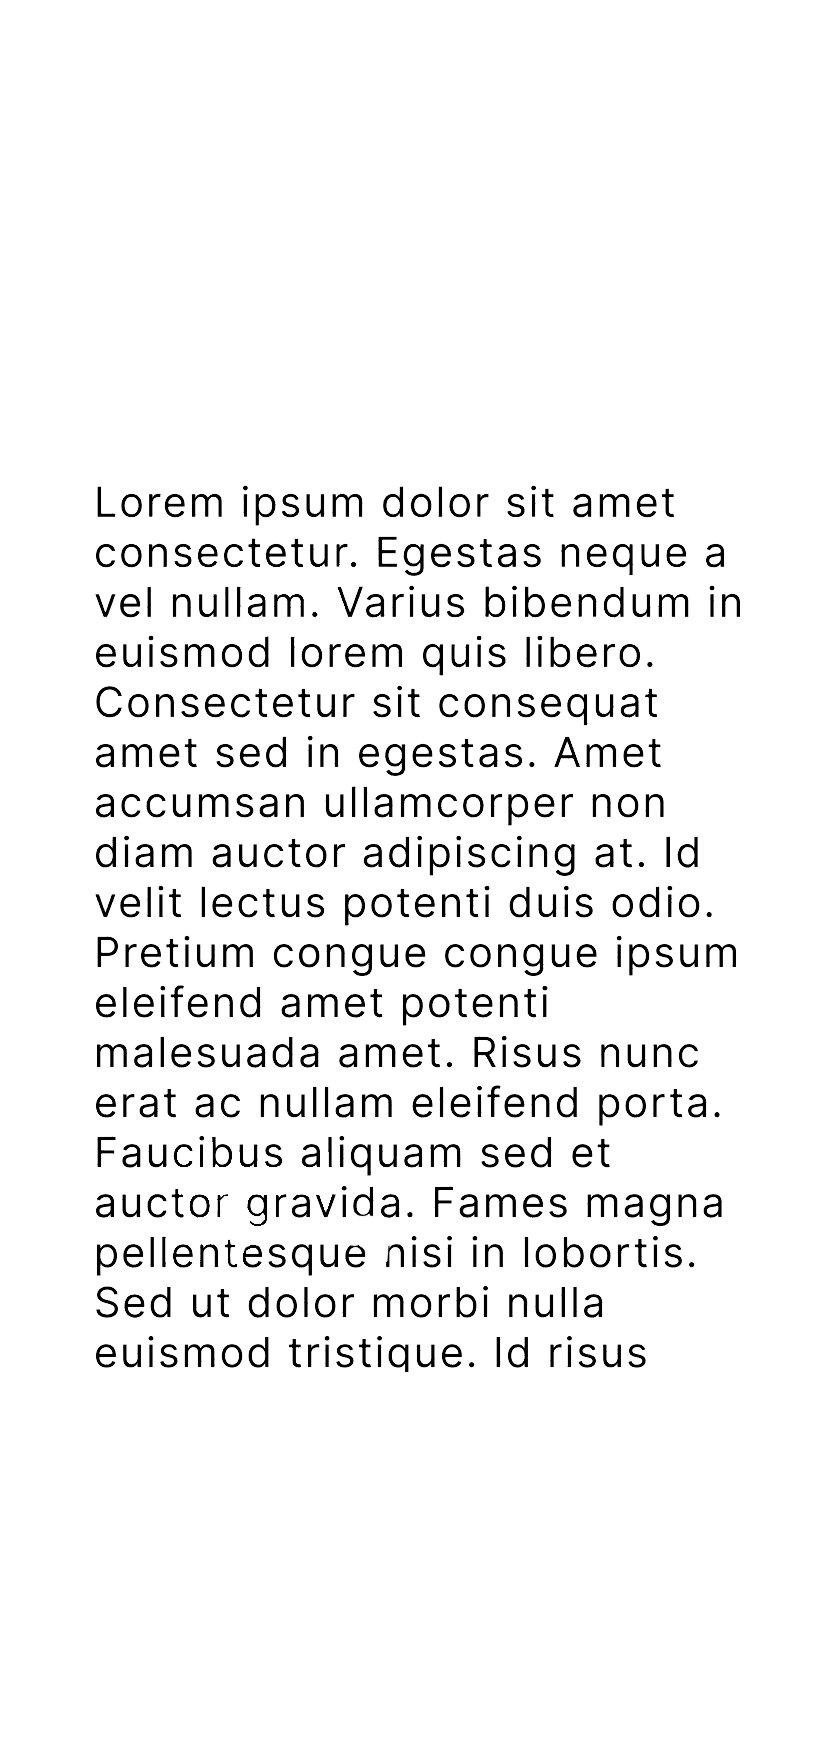 Lorem ipsum dolor sit amet
consectetur. Egestas neque a
vel nullam. Varius bibendum in
euismod lorem quis libero.
Consectetur sit consequat
amet sed in egestas. Amet
accumsan ullamcorper non
diam auctor adipiscing at. Id
velit lectus potenti duis odio.
Pretium congue congue ipsum
eleifend amet potenti
malesuada amet. Risus nunc
erat ac nullam eleifend porta.
Faucibus aliquam sed et
auctor gravida. Fames magna
pellentesque nisi in lobortis.
Sed ut dolor morbi nulla
euismod tristique. Id risus